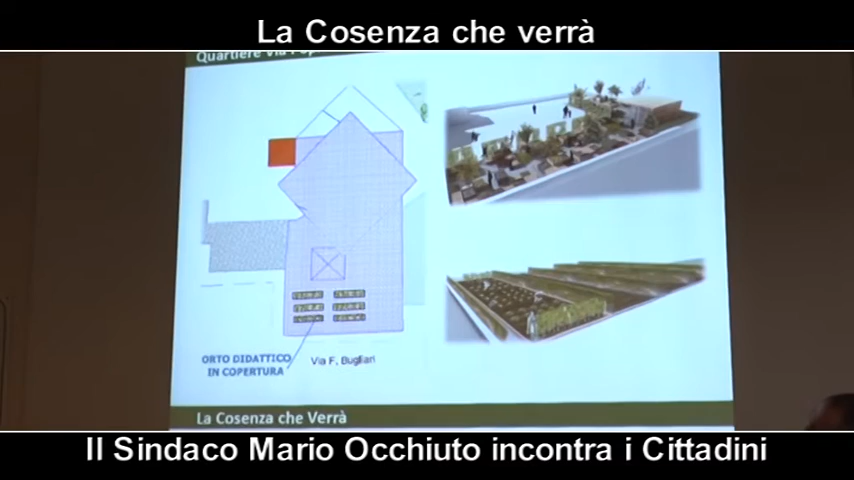 La Cosenza che verrà
Quartiere Via
ORTO DIDATTICO
IN COPERTURA
Via F. Bugliari
La Cosenza che Verrà
Il Sindaco Mario Occhiuto incontra i Cittadini